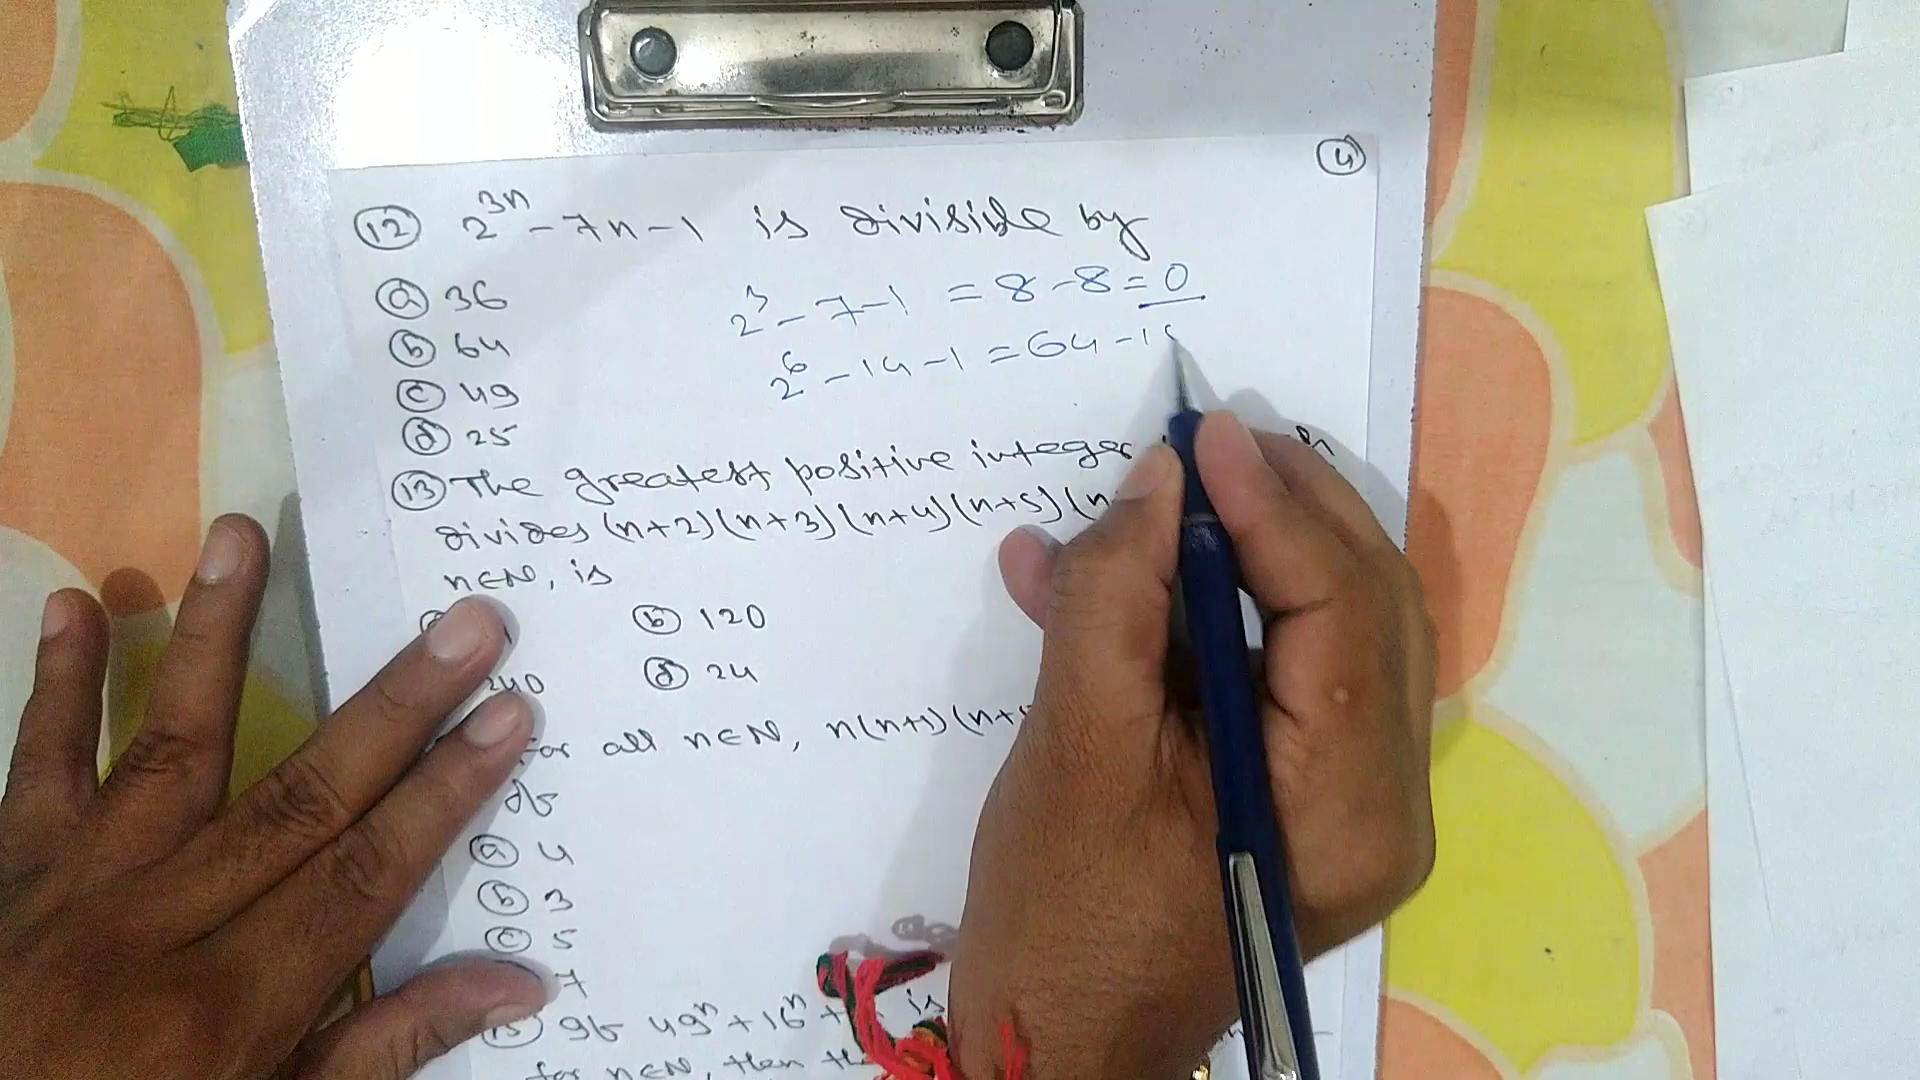 ④
⑫ 2^{3n} - 7n - 1 is divisible by
ⓐ 36
2^3 - 7 - 1 = 8 - 8 = 0
ⓑ 64
2^6 - 14 - 1 = 64 - 15
ⓒ 49
ⓓ 25
⑬ The greatest positive integer
divides (n+2)(n+3)(n+4)(n+5)(n+
n∈N, is
ⓑ 120
240
ⓓ 24
for all n∈N, n(n+1)(n+
of
ⓐ 4
ⓑ 3
ⓒ 5
7
If 49^n + 16^n + is
for n∈N, then